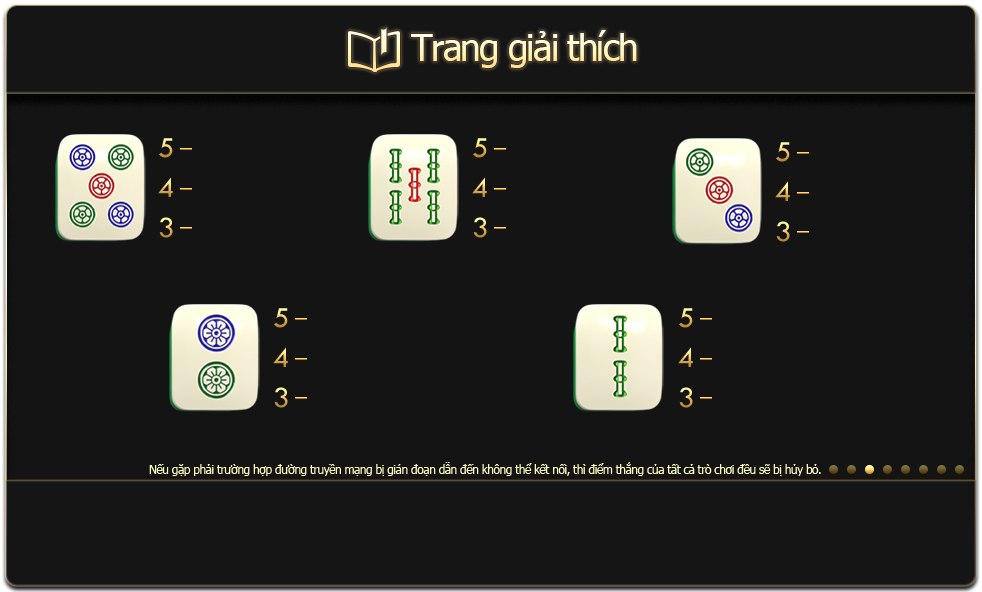 Trang giải thích
5 – 5 – 5 –
4 – 4 – 4 –
3 – 3 – 3 –
5 – 5 –
4 – 4 –
3 – 3 –
Nếu gặp phải trường hợp đường truyền mạng bị gián đoạn dẫn đến không thể kết nối, thì điểm thắng của tất cả trò chơi đều sẽ bị hủy bỏ.